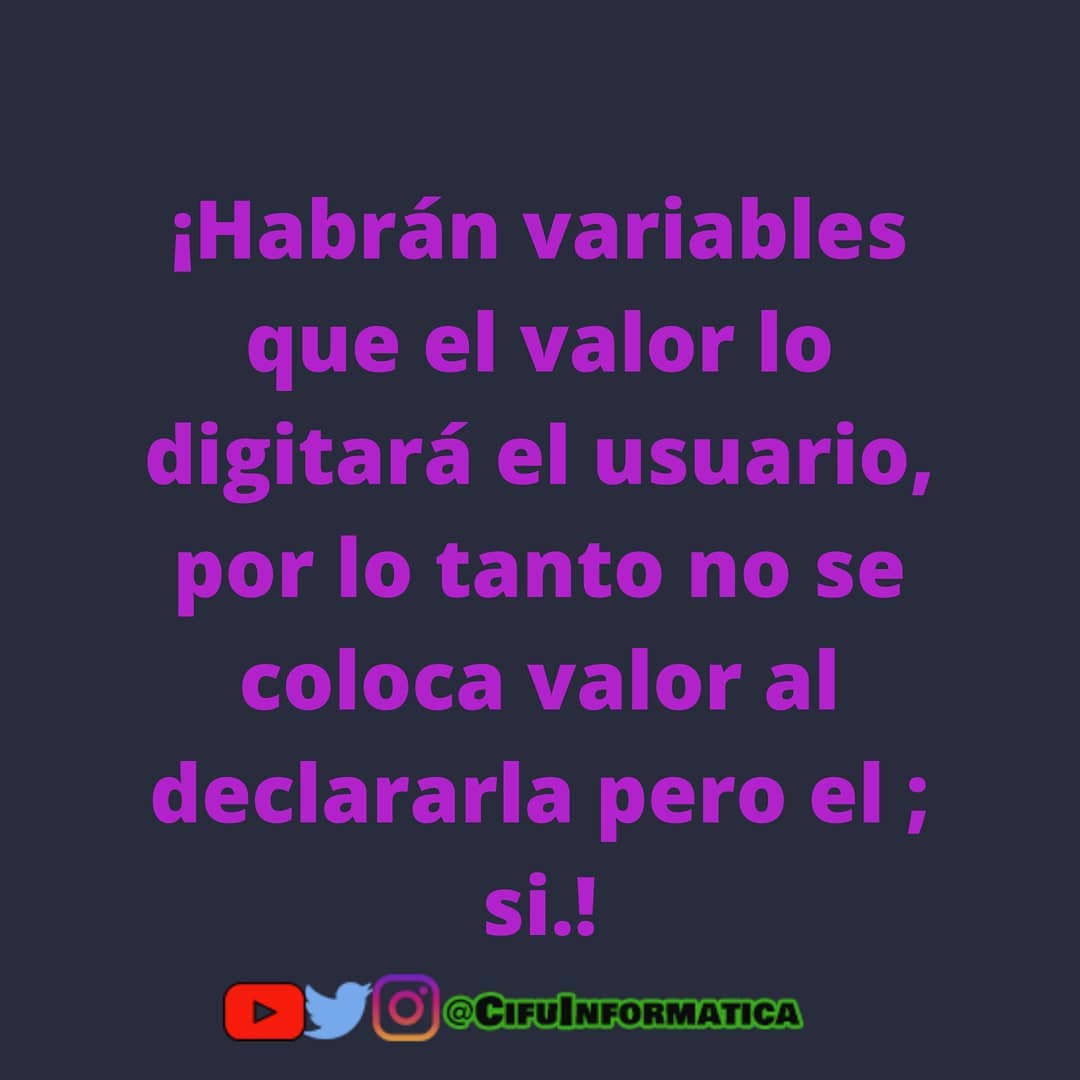 ¡Habrán variables
que el valor lo
digitará el usuario,
por lo tanto no se
coloca valor al
declararla pero el ;
si.!
@CifuInformatica